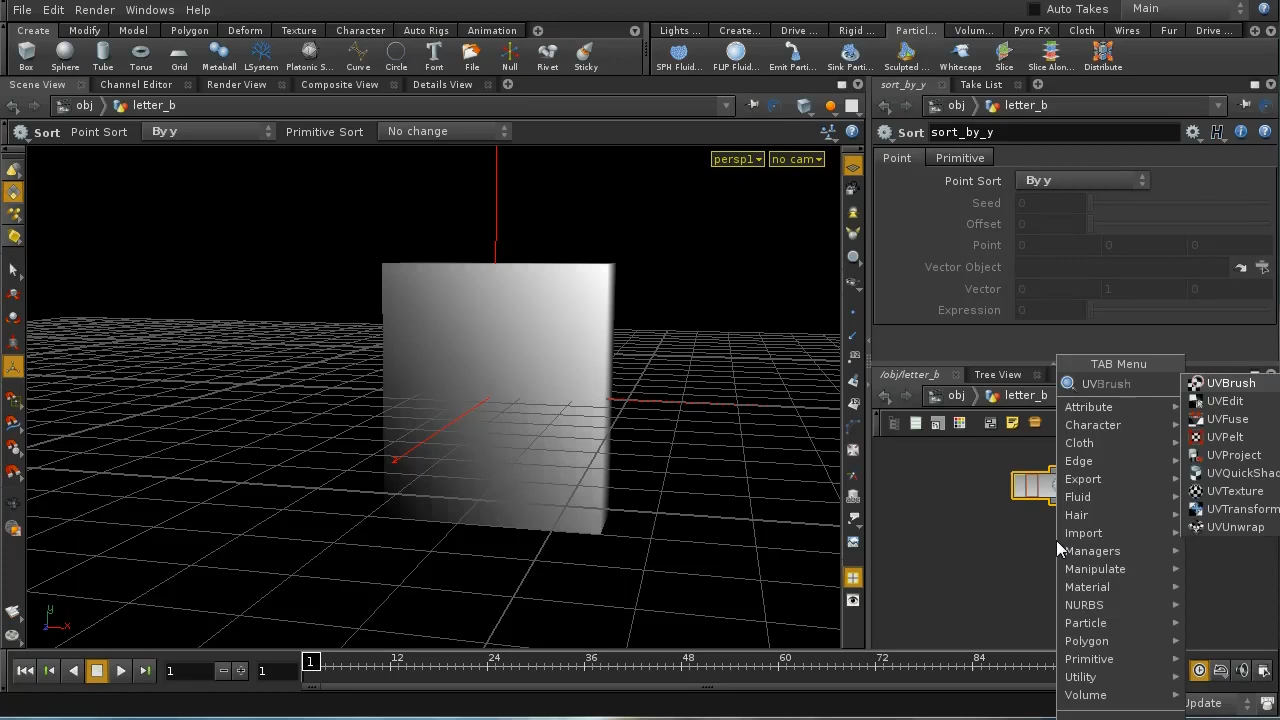 File Edit Render Windows Help Auto Takes Main
Create Modify Model Polygon Deform Texture Character Auto Rigs Animation Lights ... Create... Drive ... Rigid ... Particl... Volum... Pyro FX Cloth Wires Fur Drive ...
Box Sphere Tube Torus Grid Metaball LSystem Platonic S... Curve Circle Font File Null Rivet Sticky SPH Fluid... FLIP Fluid... Emit Parti... Sink Parti... Sculpted ... Whitecaps Slice Slice Alon... Distribute
Scene View Channel Editor Render View Composite View Details View sort_by_y Take List
obj letter_b obj letter_b
Sort Point Sort By y Primitive Sort No change Sort sort_by_y
persp1 no cam
Point Primitive
Point Sort By y
Seed 0
Offset 0
Point 0 0 0
Vector Object
Vector 0 1 0
Expression 0
/obj/letter_b Tree View
obj letter_b
TAB Menu
UVBrush
Attribute
Character
Cloth
Edge
Export
Fluid
Hair
Import
Managers
Manipulate
Material
NURBS
Particle
Polygon
Primitive
Utility
Volume
UVBrush
UVEdit
UVFuse
UVPelt
UVProject
UVQuickSha
UVTexture
UVTransform
UVUnwrap
y
z x
1 1 1 12 24 36 48 60 72 84
Update